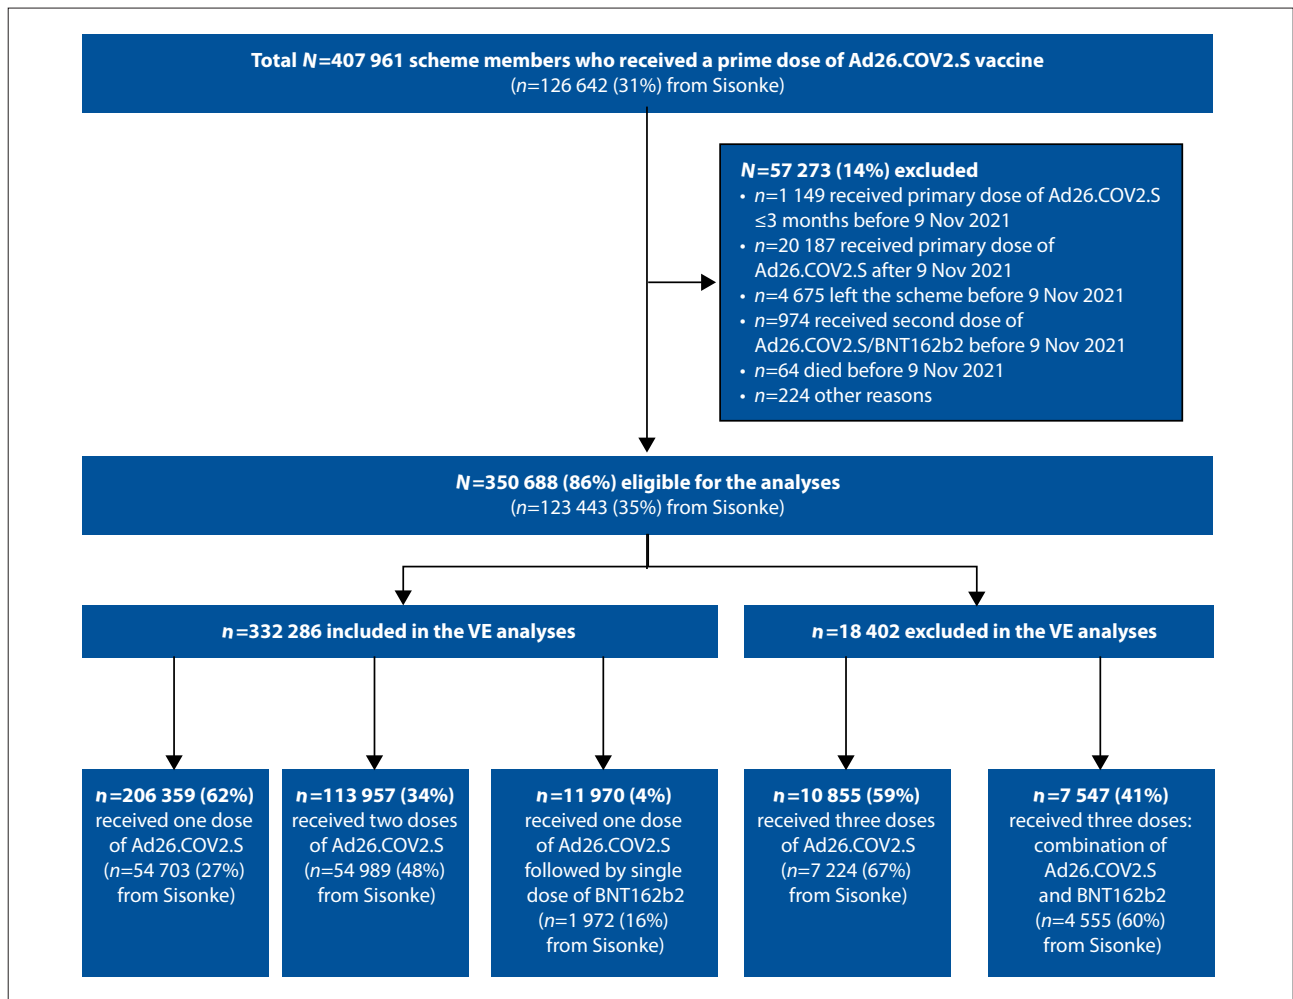 Total N=407 961 scheme members who received a prime dose of Ad26.COV2.S vaccine
(n=126 642 (31%) from Sisonke)
N=57 273 (14%) excluded
• n=1 149 received primary dose of Ad26.COV2.S
≤3 months before 9 Nov 2021
• n=20 187 received primary dose of
Ad26.COV2.S after 9 Nov 2021
• n=4 675 left the scheme before 9 Nov 2021
• n=974 received second dose of
Ad26.COV2.S/BNT162b2 before 9 Nov 2021
• n=64 died before 9 Nov 2021
• n=224 other reasons
N=350 688 (86%) eligible for the analyses
(n=123 443 (35%) from Sisonke)
n=332 286 included in the VE analyses
n=18 402 excluded in the VE analyses
n=206 359 (62%)
received one dose
of Ad26.COV2.S
(n=54 703 (27%)
from Sisonke)
n=113 957 (34%)
received two doses
of Ad26.COV2.S
(n=54 989 (48%)
from Sisonke)
n=11 970 (4%)
received one dose
of Ad26.COV2.S
followed by single
dose of BNT162b2
(n=1 972 (16%)
from Sisonke)
n=10 855 (59%)
received three doses
of Ad26.COV2.S
(n=7 224 (67%)
from Sisonke)
n=7 547 (41%)
received three doses:
combination of
Ad26.COV2.S
and BNT162b2
(n=4 555 (60%)
from Sisonke)